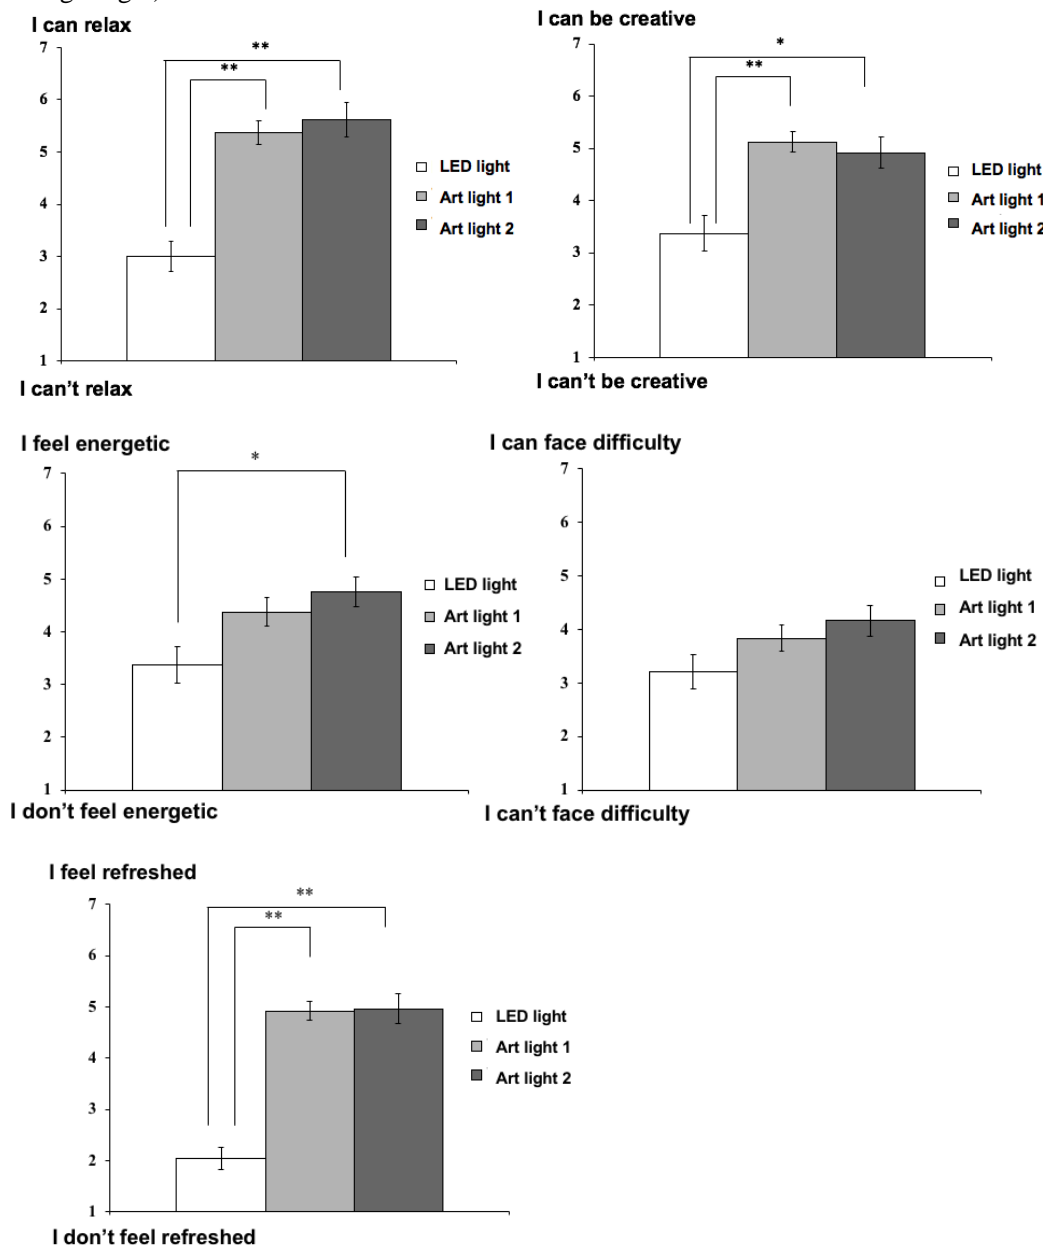 I can relax
**
**
7
6
5
4
3
2
1
LED light
Art light 1
Art light 2
I can't relax
I can be creative
*
**
7
6
5
4
3
2
1
LED light
Art light 1
Art light 2
I can't be creative
I feel energetic
*
7
6
5
4
3
2
1
LED light
Art light 1
Art light 2
I don't feel energetic
I can face difficulty
7
6
5
4
3
2
1
LED light
Art light 1
Art light 2
I can't face difficulty
I feel refreshed
**
**
7
6
5
4
3
2
1
LED light
Art light 1
Art light 2
I don't feel refreshed